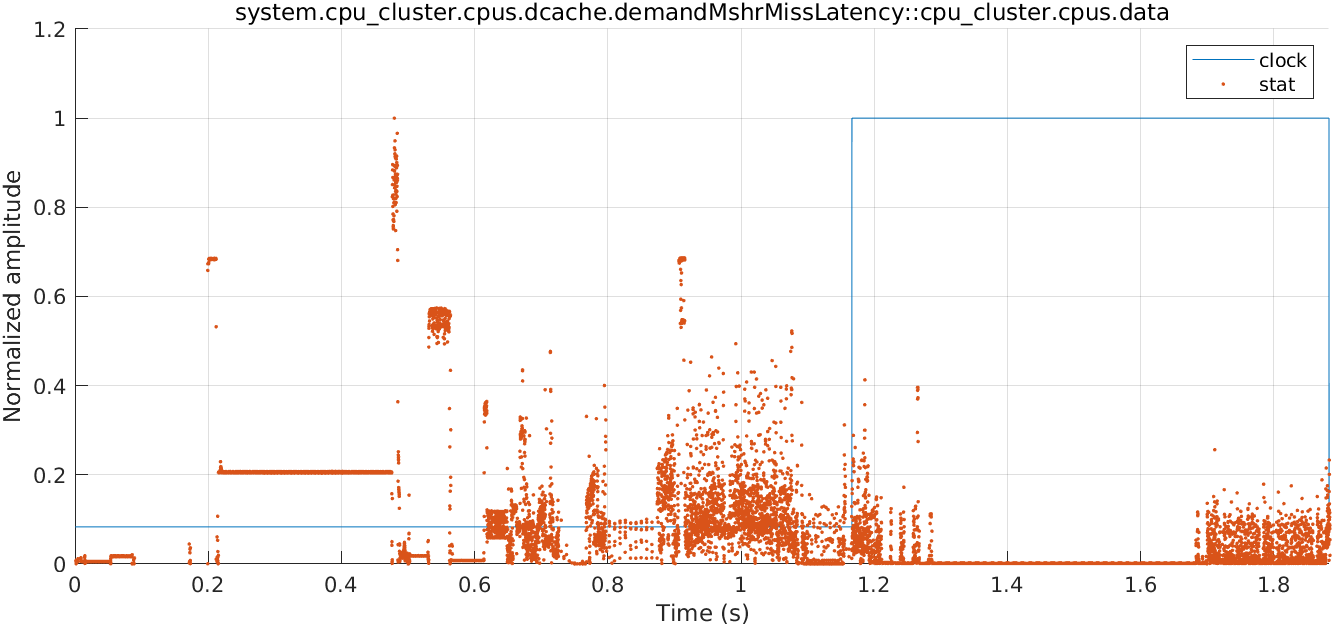 system.cpu_cluster.cpus.dcache.demandMshrMissLatency::cpu_cluster.cpus.data
1.2
1
0.8
0.6
0.4
0.2
0
Normalized amplitude
clock
stat
0 0.2 0.4 0.6 0.8 1 1.2 1.4 1.6 1.8
Time (s)